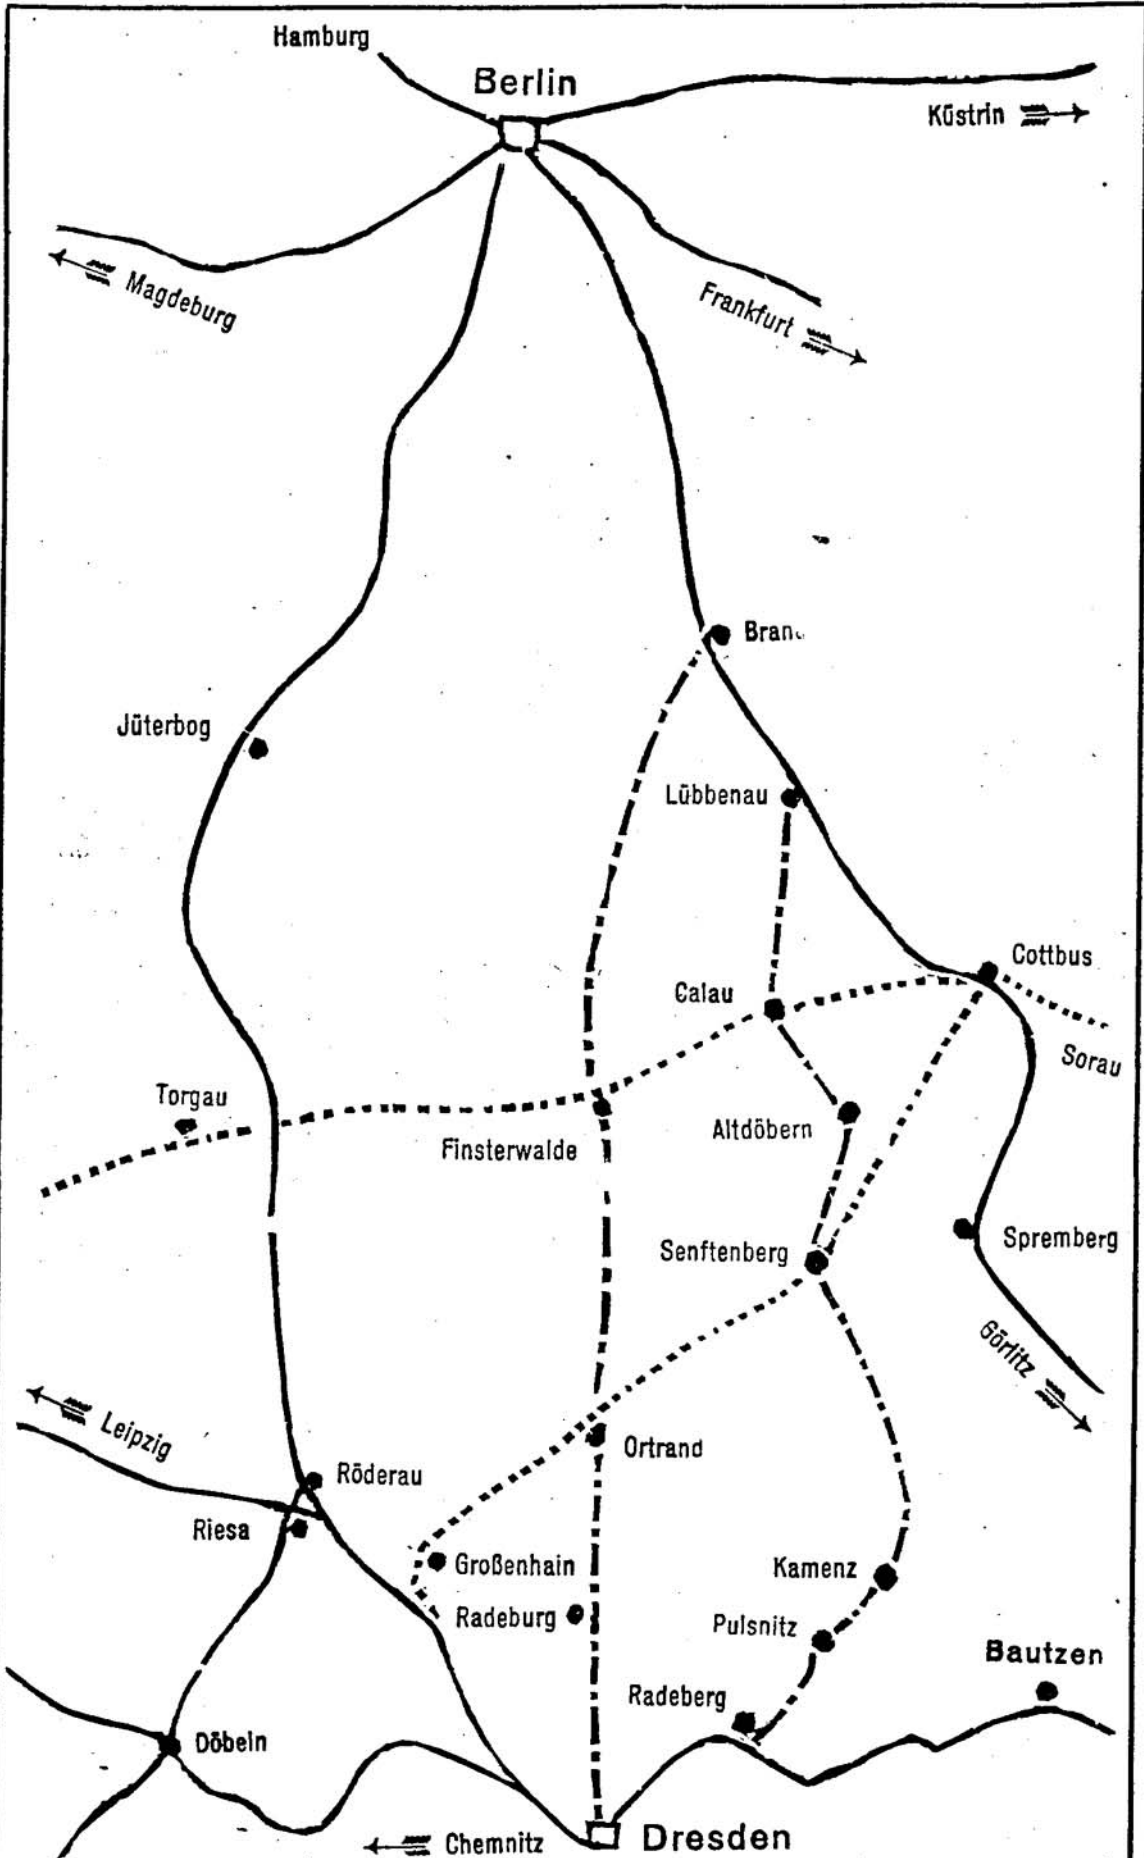 Hamburg
Berlin
Küstrin
Magdeburg
Frankfurt
Bran
Jüterbog
Lübbenau
Cottbus
Calau
Sorau
Torgau
Altdöbern
Finsterwalde
Spremberg
Senftenberg
Görlitz
Leipzig
Ortrand
Röderau
Riesa
Großenhain
Kamenz
Radeburg
Pulsnitz
Bautzen
Radeberg
Döbeln
Chemnitz
Dresden